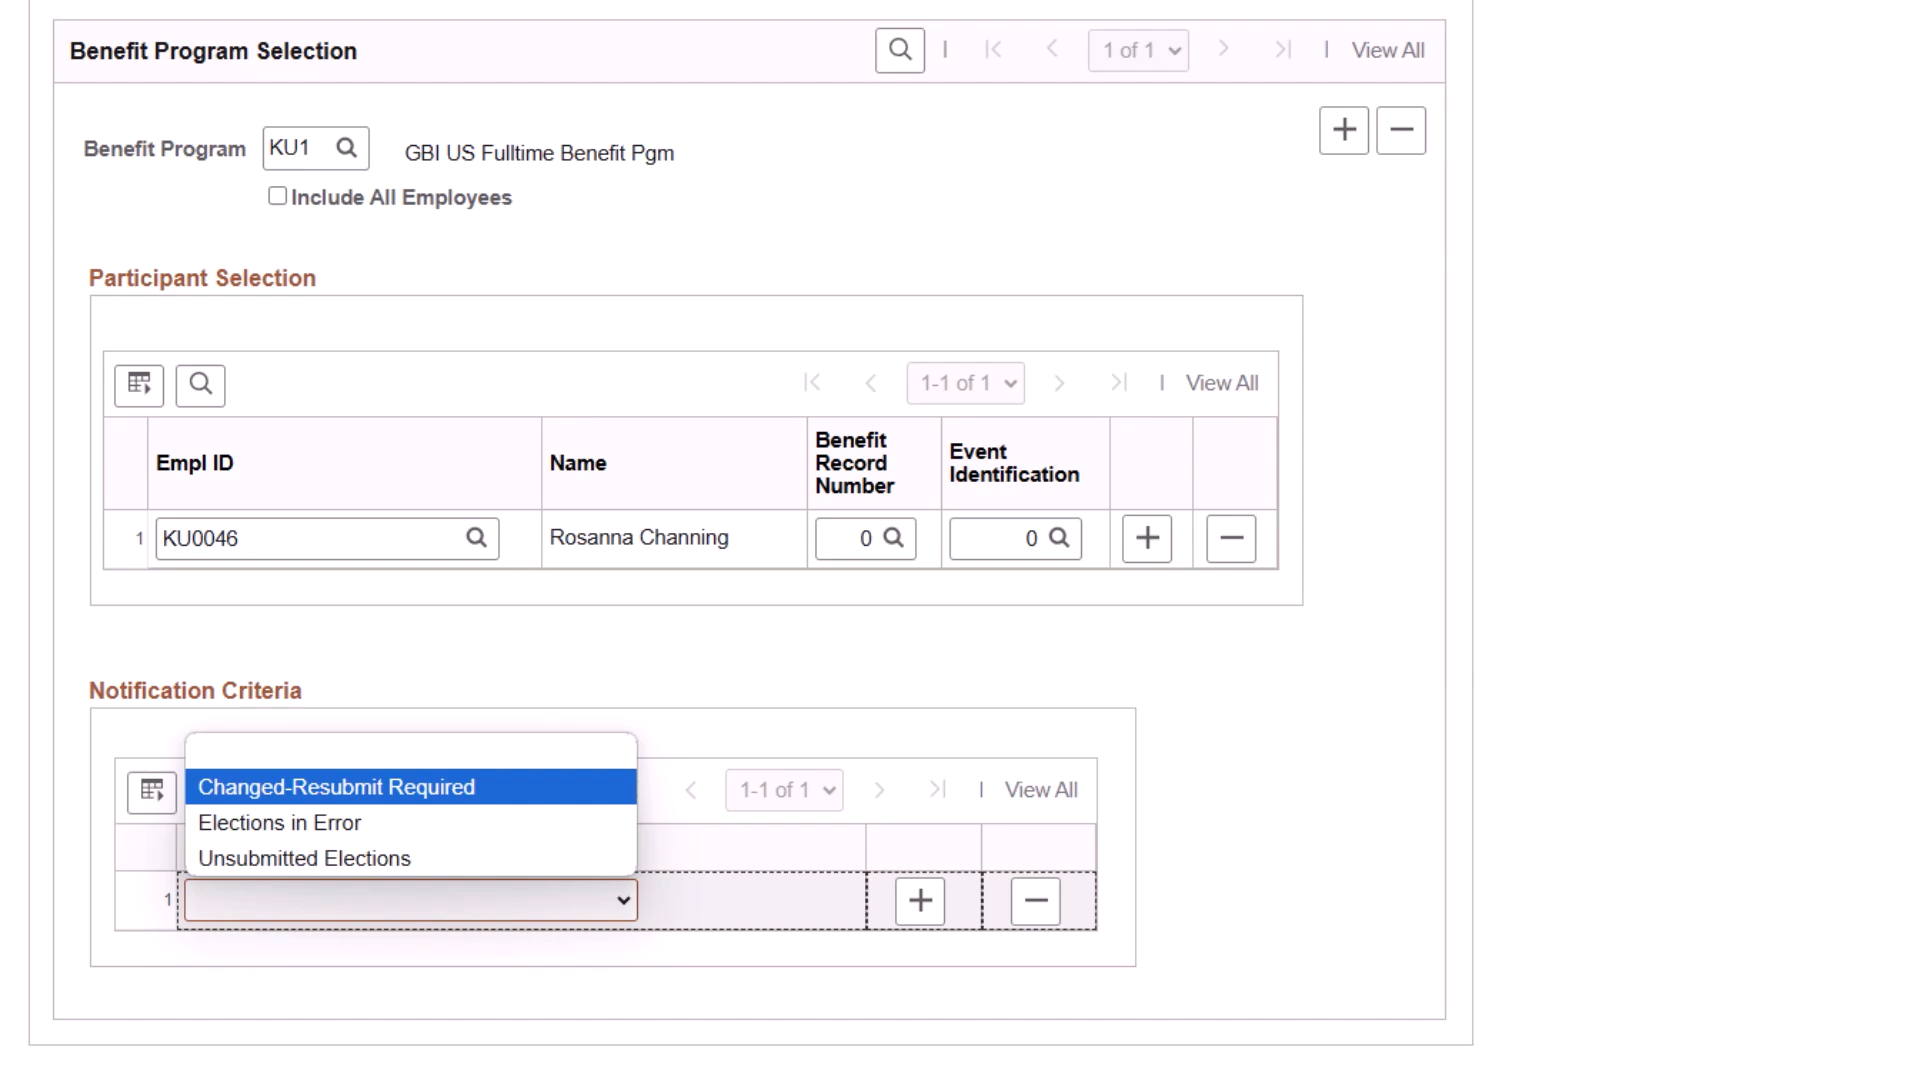 Benefit Program Selection
1 of 1
View All
Benefit Program KU1 GBI US Fulltime Benefit Pgm
Include All Employees
Participant Selection
1-1 of 1
View All
Empl ID
Name
Benefit Record Number
Event Identification
1 KU0046 Rosanna Channing 0 0
Notification Criteria
Changed-Resubmit Required
1-1 of 1
View All
Elections in Error
Unsubmitted Elections
1